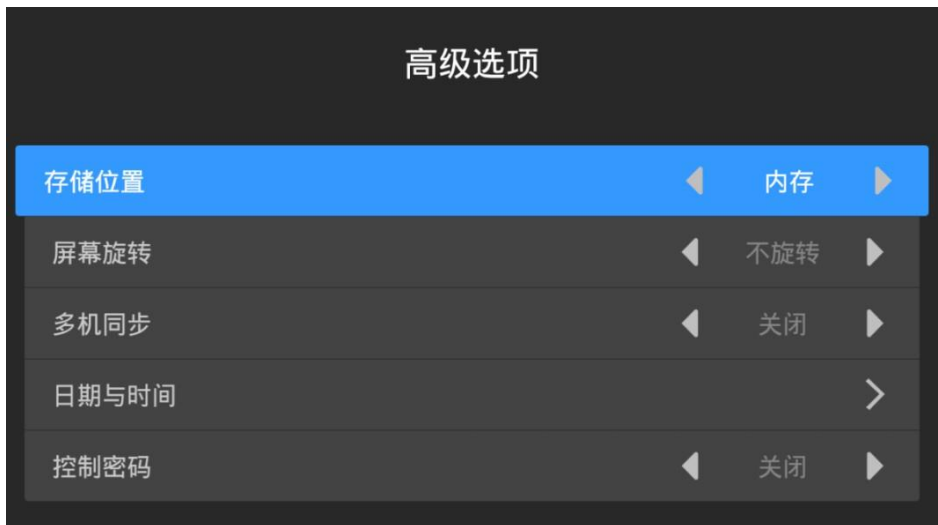 高级选项
存储位置 内存
屏幕旋转 不旋转
多机同步 关闭
日期与时间
控制密码 关闭